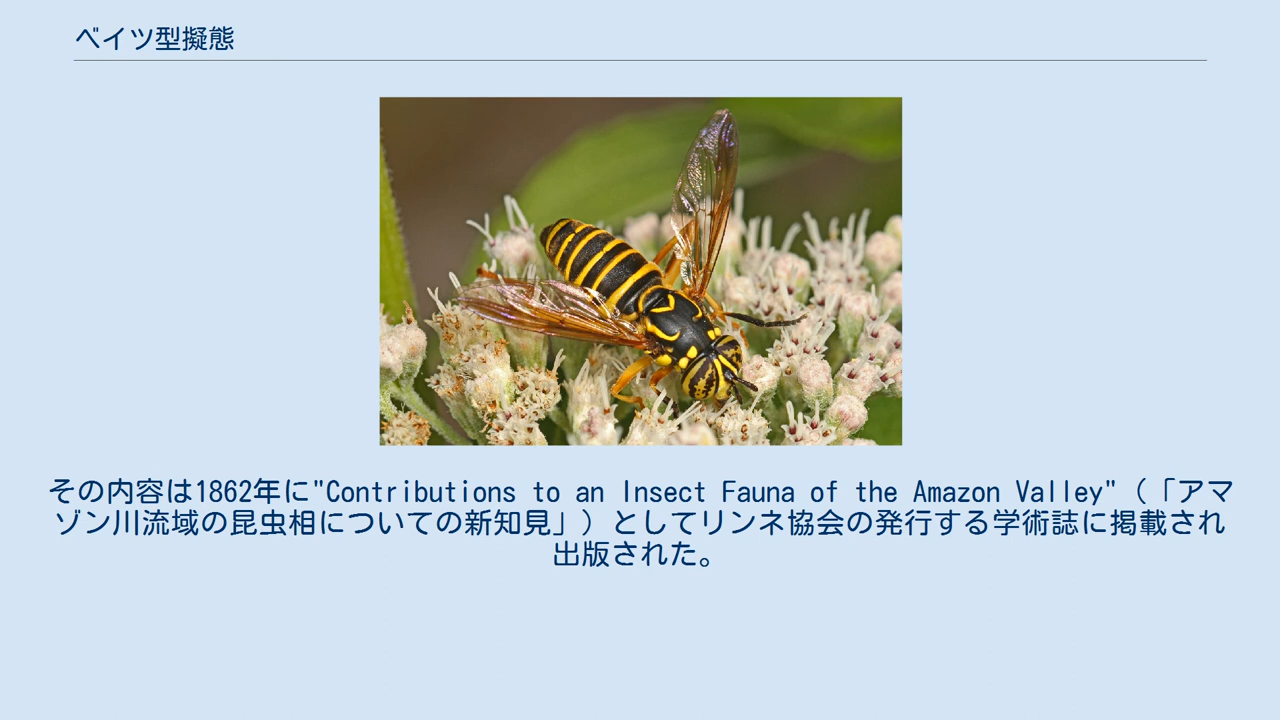 ベイツ型擬態
その内容は1862年に"Contributions to an Insect Fauna of the Amazon Valley"（「アマ
ゾン川流域の昆虫相についての新知見」）としてリンネ協会の発行する学術誌に掲載され
出版された。